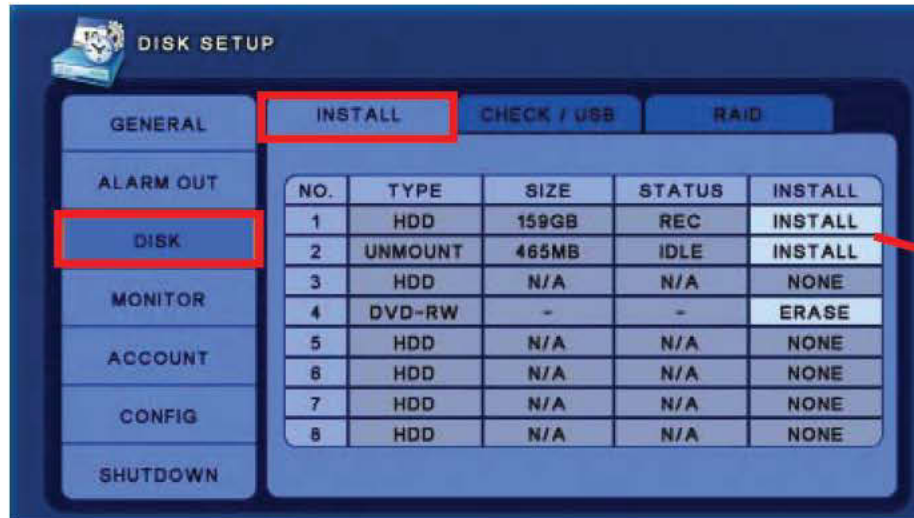 DISK SETUP
GENERAL
ALARM OUT
DISK
MONITOR
ACCOUNT
CONFIG
SHUTDOWN
INSTALL CHECK / USB RAID
NO. TYPE SIZE STATUS INSTALL
1 HDD 159GB REC INSTALL
2 UNMOUNT 465MB IDLE INSTALL
3 HDD N/A N/A NONE
4 DVD-RW - - ERASE
5 HDD N/A N/A NONE
6 HDD N/A N/A NONE
7 HDD N/A N/A NONE
8 HDD N/A N/A NONE